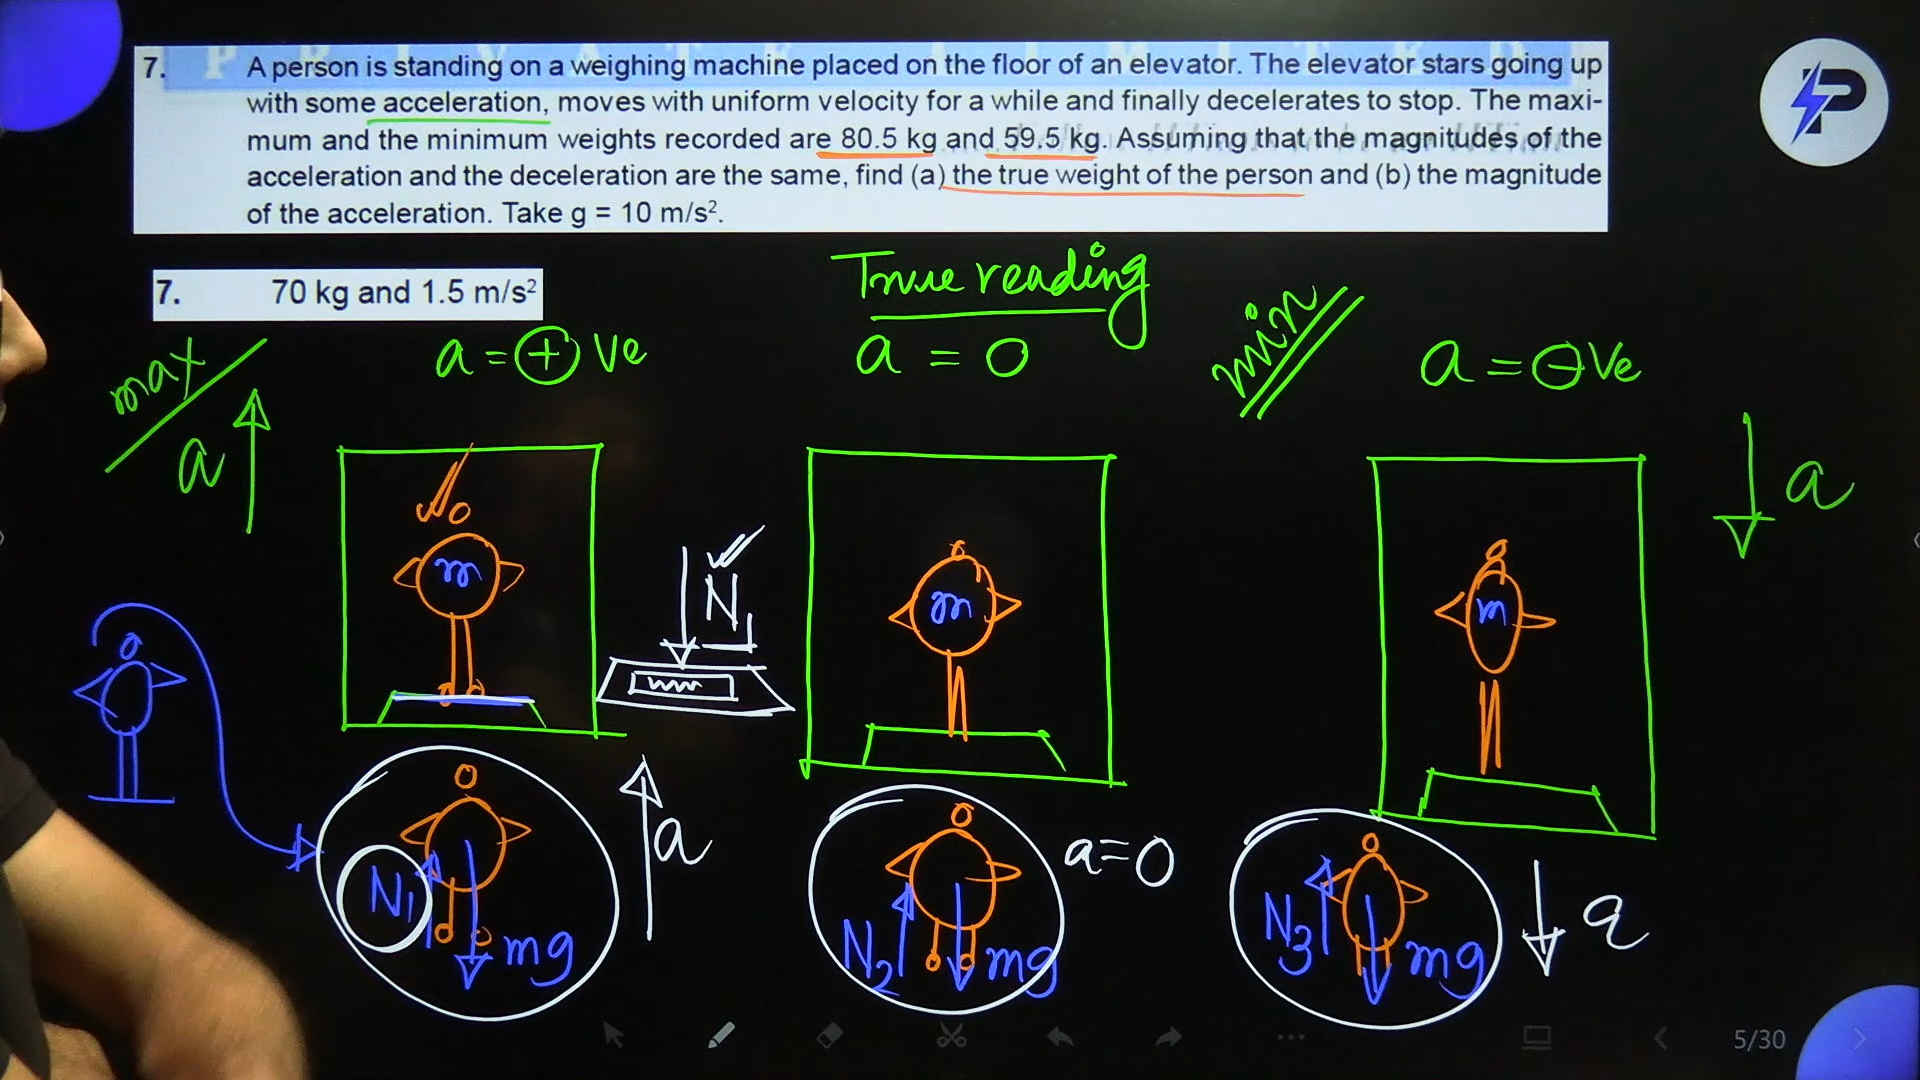 7. A person is standing on a weighing machine placed on the floor of an elevator. The elevator stars going up
with some acceleration, moves with uniform velocity for a while and finally decelerates to stop. The maxi-
mum and the minimum weights recorded are 80.5 kg and 59.5 kg. Assuming that the magnitudes of the
acceleration and the deceleration are the same, find (a) the true weight of the person and (b) the magnitude
of the acceleration. Take g = 10 m/s².
7. 70 kg and 1.5 m/s²
True reading
max
a = + ve
a = 0
min
a = - ve
a
a
m
N1
m
m
a
a=0
a
N1
mg
N2
mg
N3
mg
5/30